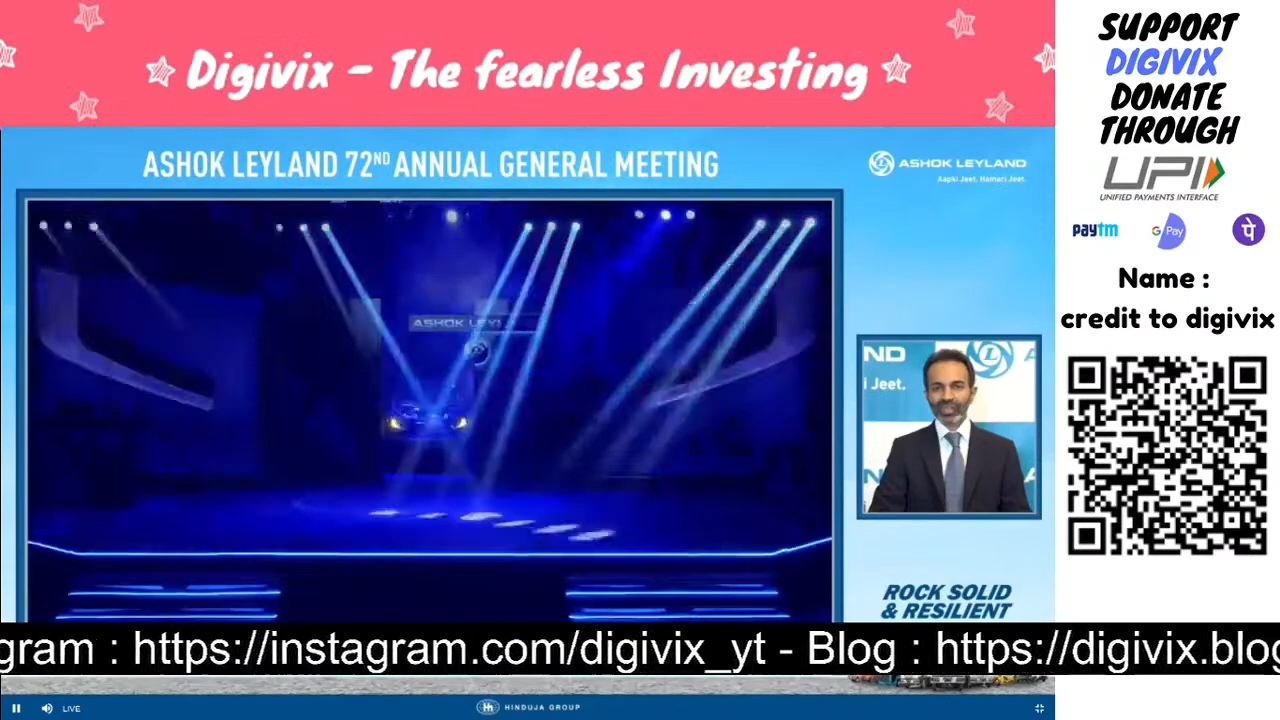 Digivix - The fearless Investing
ASHOK LEYLAND 72ND ANNUAL GENERAL MEETING
ASHOK LEYLAND
Aapki Jeet. Hamari Jeet.
ASHOK LEYL
ND
i Jeet.
ROCK SOLID
& RESILIENT
gram : https://instagram.com/digivix_yt - Blog : https://digivix.blog
LIVE
HINDUJA GROUP
SUPPORT
DIGIVIX
DONATE
THROUGH
UPI
UNIFIED PAYMENTS INTERFACE
paytm
G Pay
पे
Name :
credit to digivix